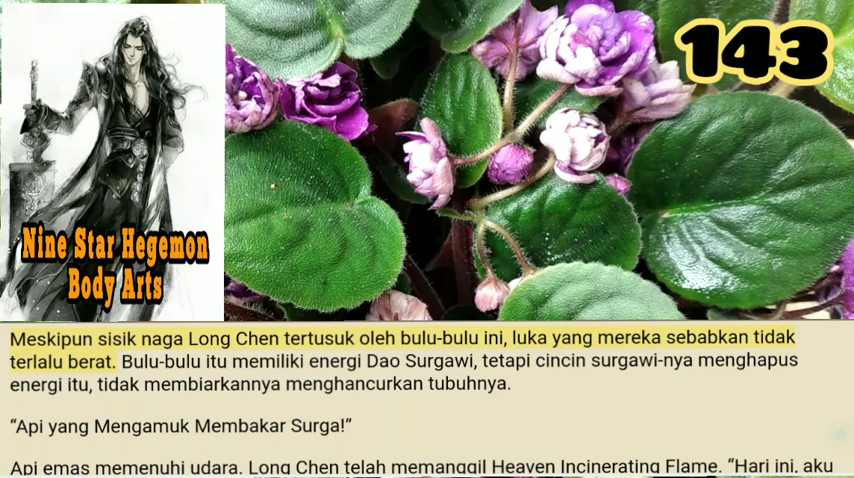 143
Nine Star Hegemon
Body Arts
Meskipun sisik naga Long Chen tertusuk oleh bulu-bulu ini, luka yang mereka sebabkan tidak
terlalu berat. Bulu-bulu itu memiliki energi Dao Surgawi, tetapi cincin surgawi-nya menghapus
energi itu, tidak membiarkannya menghancurkan tubuhnya.
“Api yang Mengamuk Membakar Surga!”
Api emas memenuhi udara. Long Chen telah memanggil Heaven Incinerating Flame. “Hari ini, aku